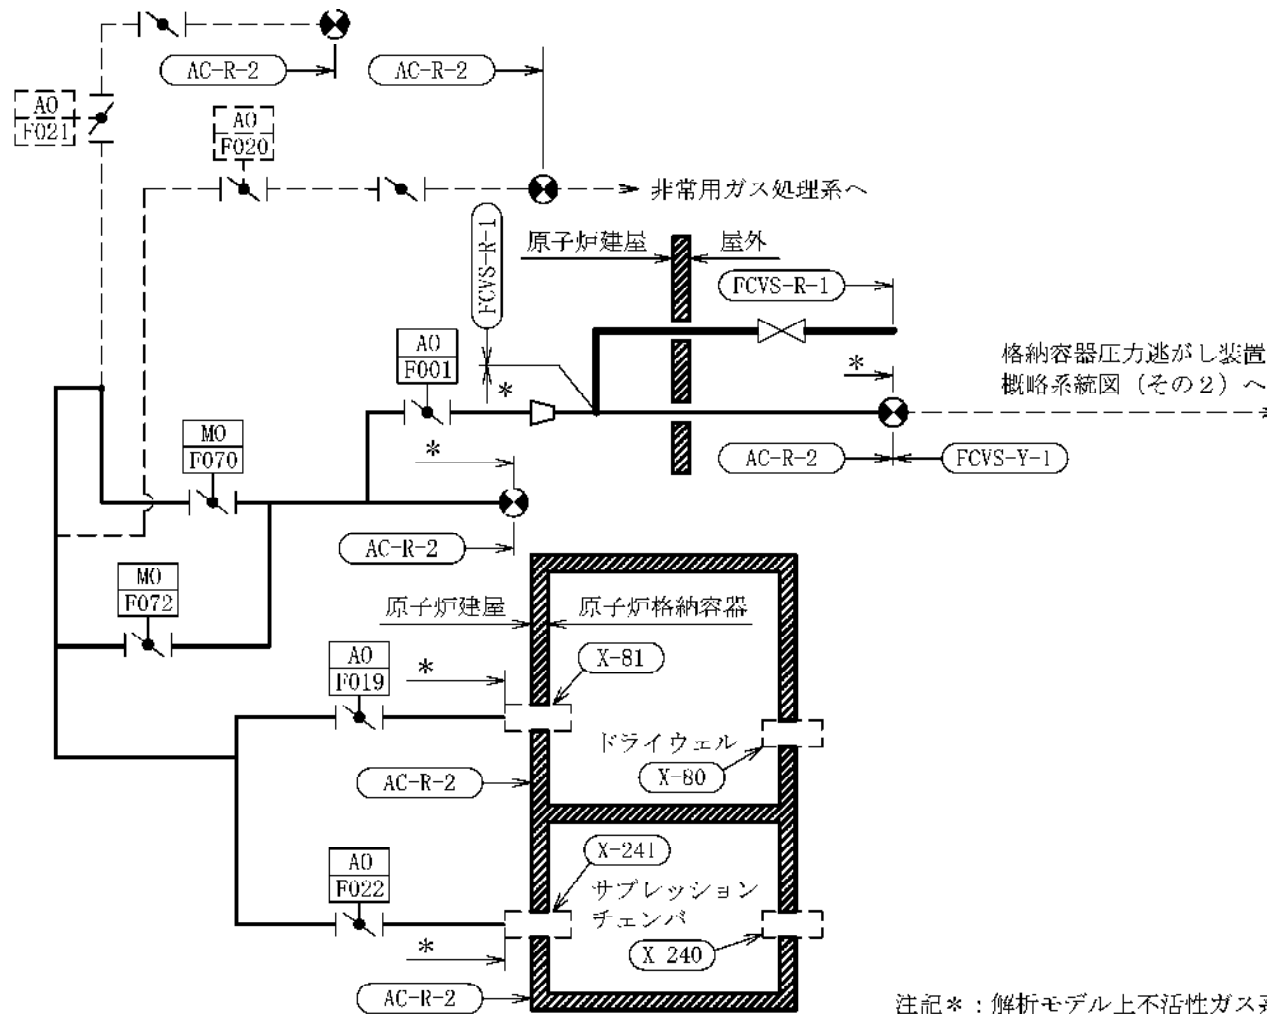 AC-R-2
AC-R-2
AO
F021
AO
F020
非常用ガス処理系へ
FCVS-R-1
原子炉建屋
屋外
FCVS-R-1
AO
F001
*
*
格納容器圧力逃がし装置
概略系統図（その２）へ
MO
F070
*
AC-R-2
FCVS-Y-1
AC-R-2
MO
F072
原子炉建屋
原子炉格納容器
AO
F019
*
X-81
ドライウェル
X-80
AC-R-2
AO
F022
X-241
サプレッション
チェンバ
*
X 240
AC-R-2
注記*：解析モデル上不活性ガス系